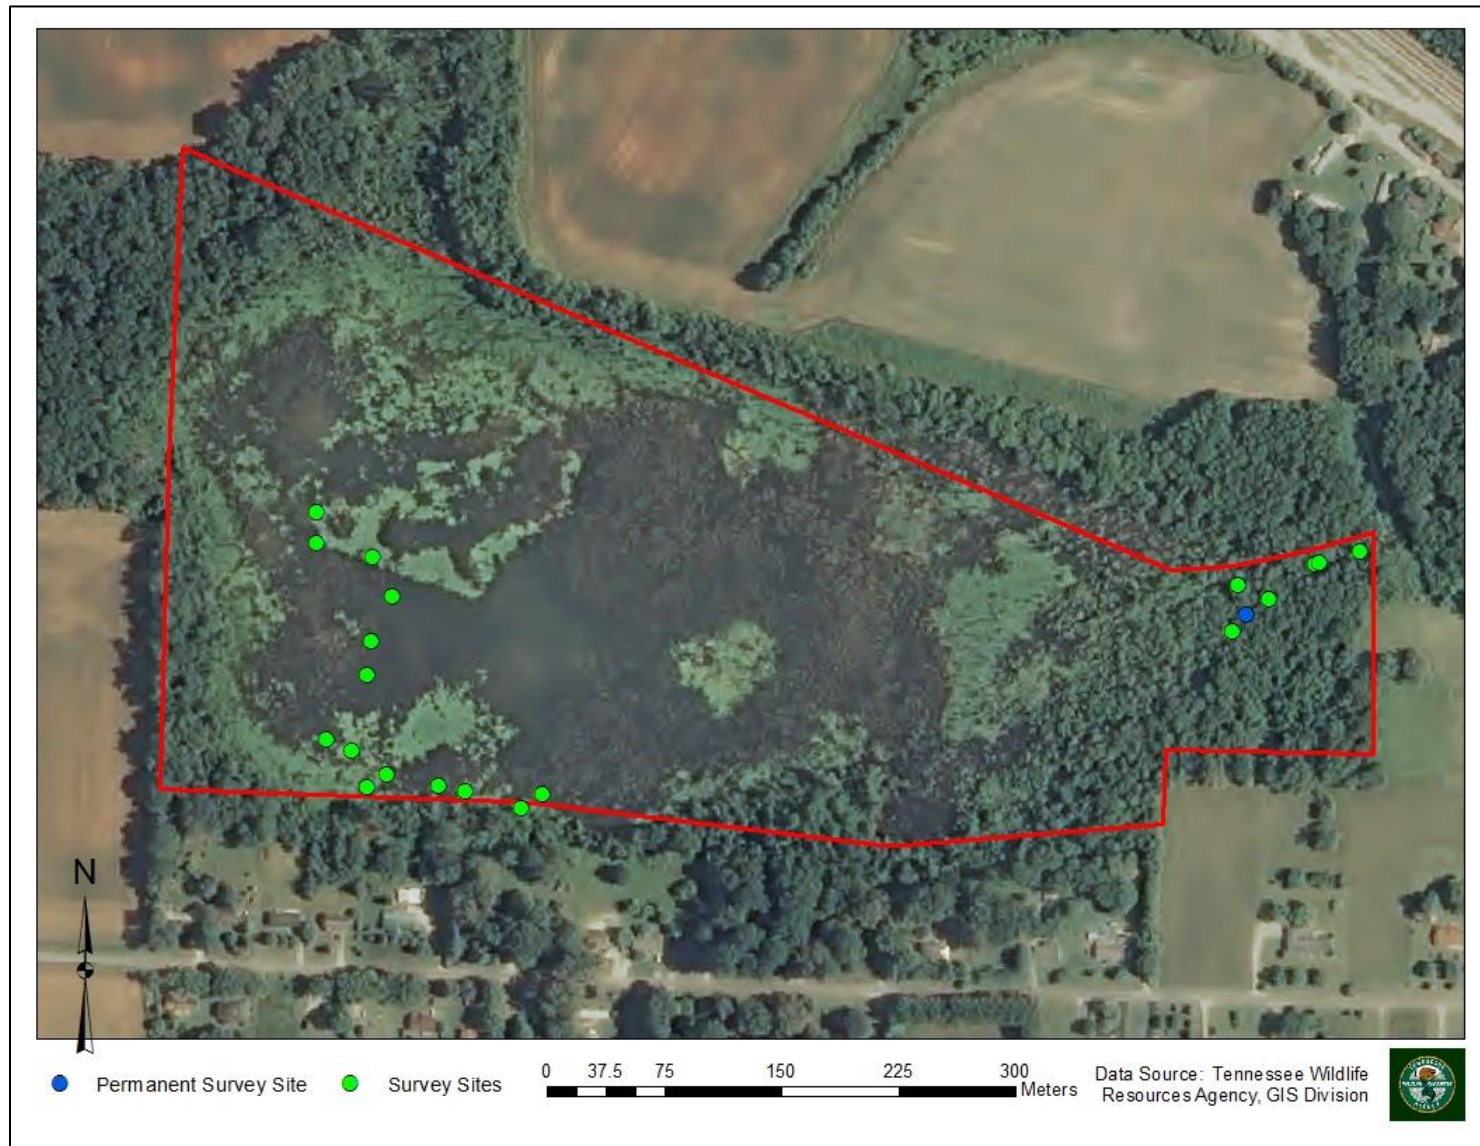 N
Permanent Survey Site
Survey Sites
0 37.5 75 150 225 300
Meters
Data Source: Tennessee Wildlife
Resources Agency, GIS Division